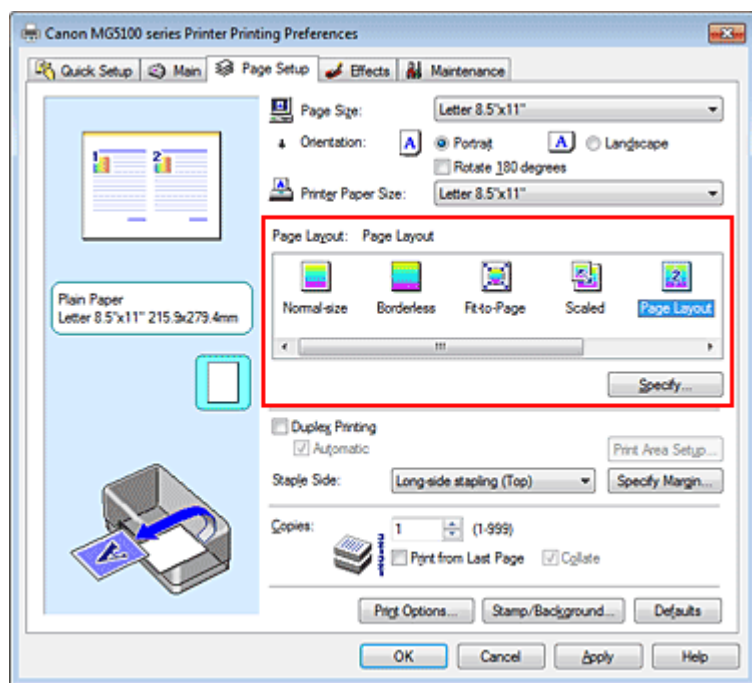 Canon MG5100 series Printer Printing Preferences
Quick Setup Main Page Setup Effects Maintenance
Page Size: Letter 8.5"x11"
Orientation: A Portrait A Landscape
Rotate 180 degrees
Printer Paper Size: Letter 8.5"x11"
1 2
Page Layout: Page Layout
Normal-size Borderless Fit-to-Page Scaled Page Layout
Plain Paper
Letter 8.5"x11" 215.9x279.4mm
Specify...
Duplex Printing
Automatic Print Area Setup...
Staple Side: Long-side stapling (Top) Specify Margin...
Copies: 1 (1-999)
Print from Last Page Collate
Print Options... Stamp/Background... Defaults
OK Cancel Apply Help